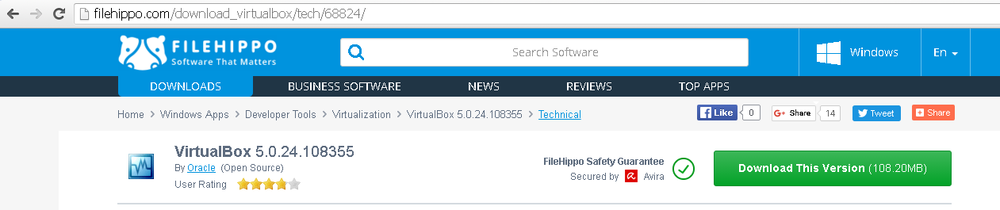 filehippo.com/download_virtualbox/tech/68824/
FILEHIPPO
Software That Matters
Search Software
Windows
En
DOWNLOADS
BUSINESS SOFTWARE
NEWS
REVIEWS
TOP APPS
Home > Windows Apps > Developer Tools > Virtualization > VirtualBox 5.0.24.108355 > Technical
Like
0
G+ Share
14
Tweet
Share
VirtualBox 5.0.24.108355
By Oracle (Open Source)
User Rating
FileHippo Safety Guarantee
Secured by Avira
Download This Version (108.20MB)